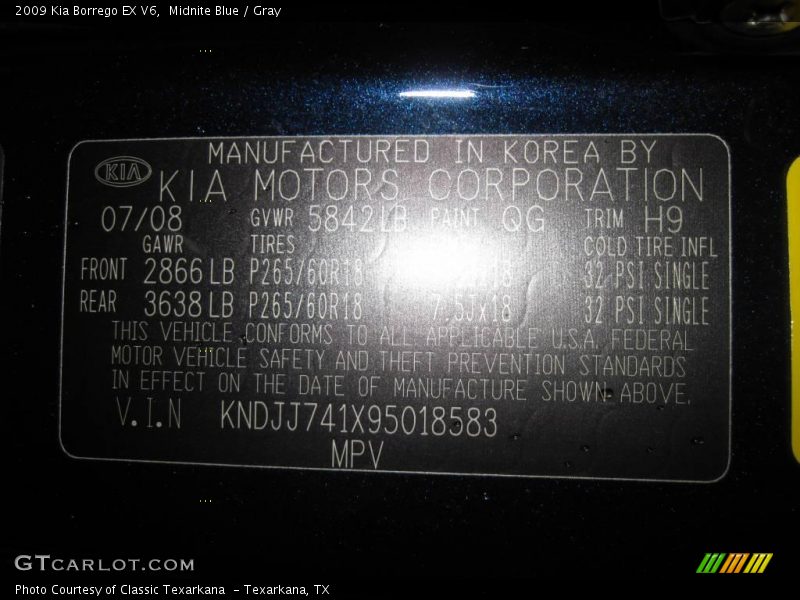 2009 Kia Borrego EX V6,  Midnite Blue / Gray
MANUFACTURED IN KOREA BY
KIA KIA MOTORS CORPORATION
07/08 GVWR 5842LB PAINT QG TRIM H9
GAWR TIRES COLD TIRE INFL
FRONT 2866 LB P265/60R18 32 PSI SINGLE
REAR 3638 LB P265/60R18 7.5Jx18 32 PSI SINGLE
THIS VEHICLE CONFORMS TO ALL APPLICABLE U.S.A. FEDERAL
MOTOR VEHICLE SAFETY AND THEFT PREVENTION STANDARDS
IN EFFECT ON THE DATE OF MANUFACTURE SHOWN ABOVE.
V.I.N KNDJJ741X95018583
MPV
GTCARLOT.COM
Photo Courtesy of Classic Texarkana  - Texarkana, TX